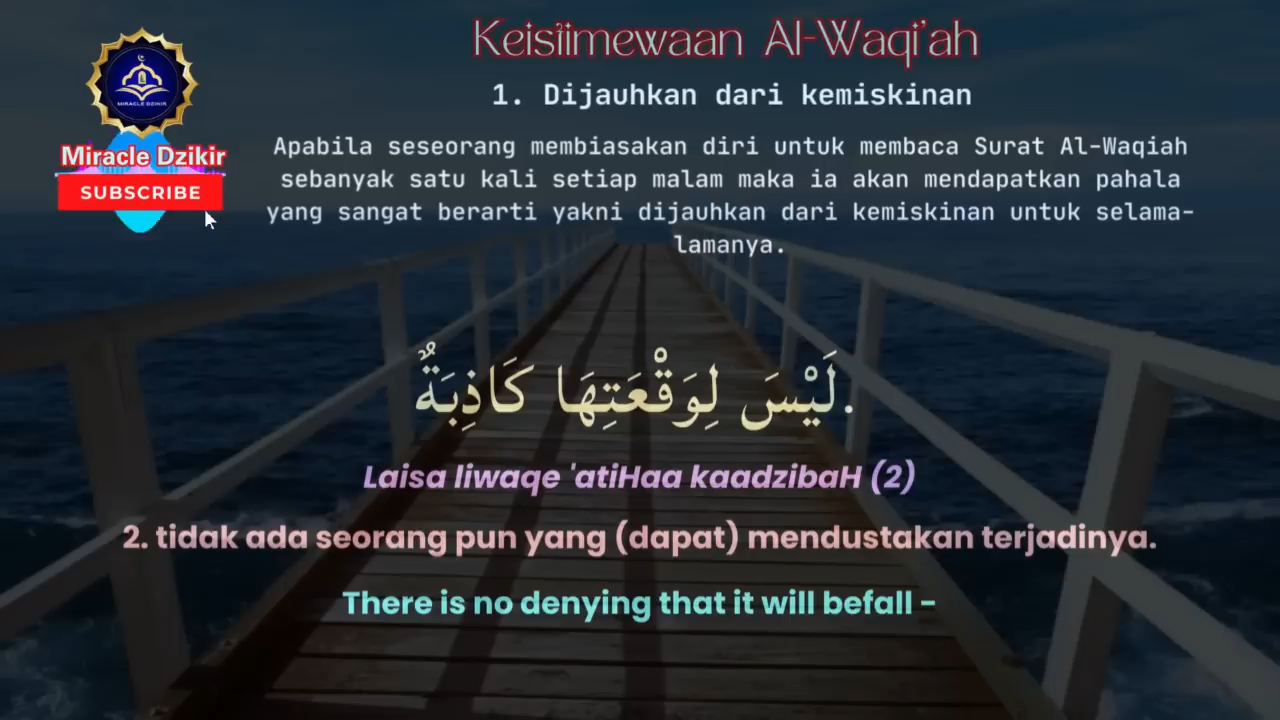 Keistimewaan Al-Waqi'ah
1. Dijauhkan dari kemiskinan
MIRACLE DZIKIR
Miracle Dzikir
SUBSCRIBE
Apabila seseorang membiasakan diri untuk membaca Surat Al-Waqiah
sebanyak satu kali setiap malam maka ia akan mendapatkan pahala
yang sangat berarti yakni dijauhkan dari kemiskinan untuk selama-
lamanya.
لَيْسَ لِوَقْعَتِهَا كَاذِبَةٌ.
Laisa liwaqe 'atiHaa kaadzibaH (2)
2. tidak ada seorang pun yang (dapat) mendustakan terjadinya.
There is no denying that it will befall -